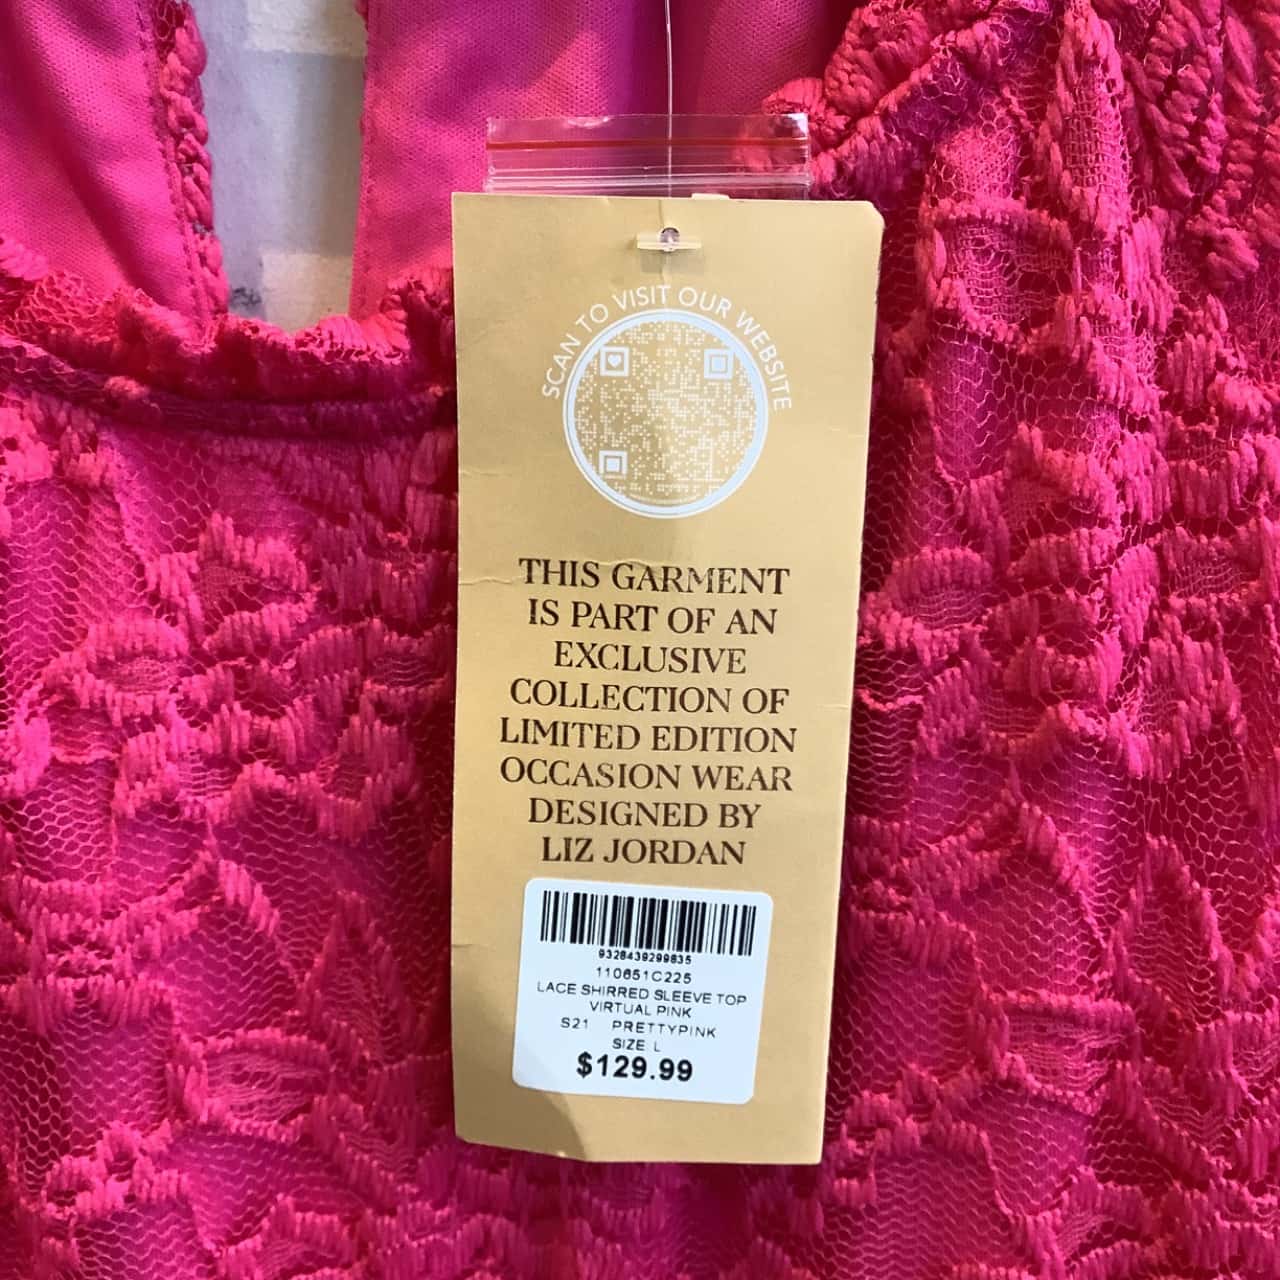 SCAN TO VISIT OUR WEBSITE
THIS GARMENT
IS PART OF AN
EXCLUSIVE
COLLECTION OF
LIMITED EDITION
OCCASION WEAR
DESIGNED BY
LIZ JORDAN
9328439299835
110651C225
LACE SHIRRED SLEEVE TOP
VIRTUAL PINK
S21 PRETTYPINK
SIZE L
$129.99